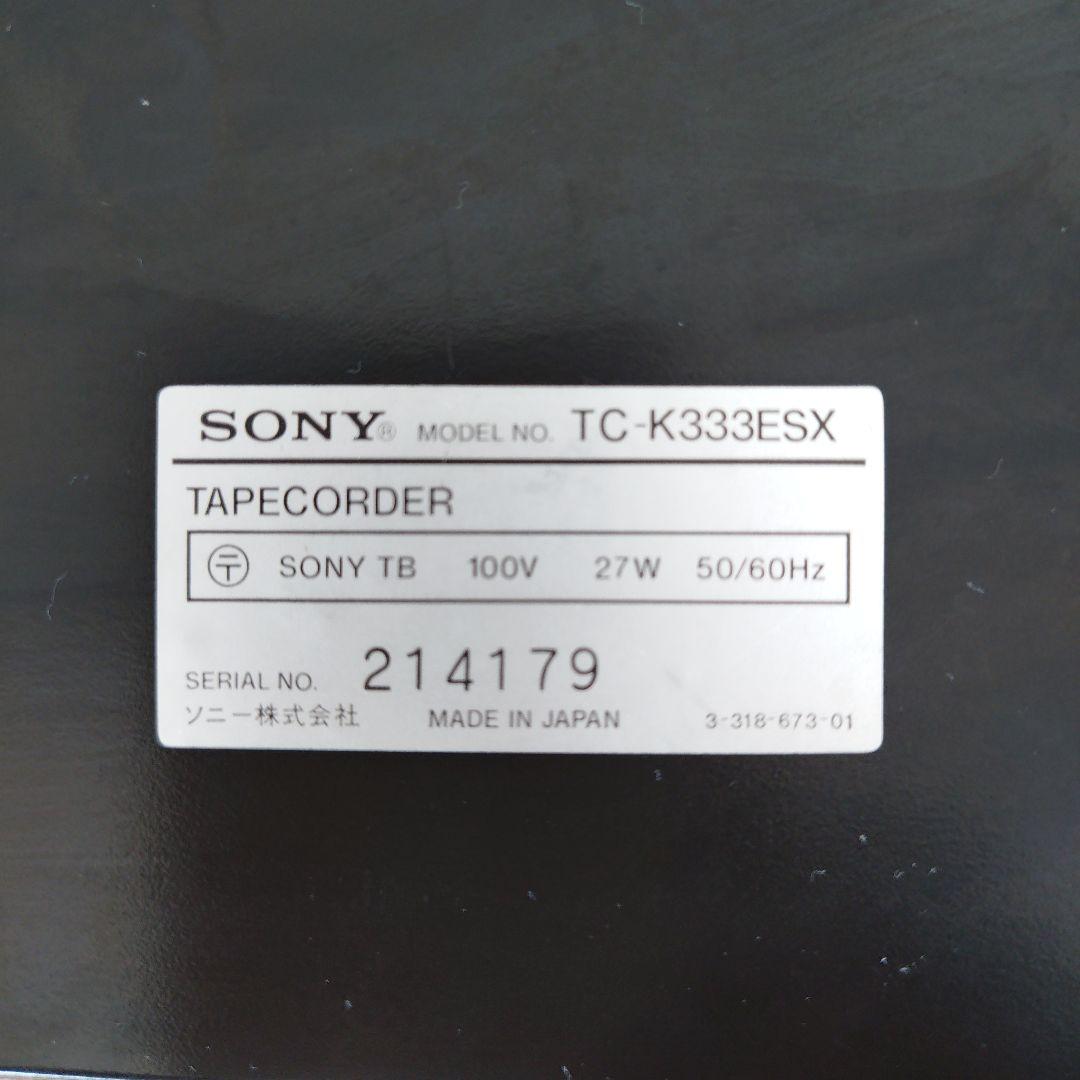 SONY® MODEL NO. TC-K333ESX
TAPECORDER
〶 SONY TB 100V 27W 50/60Hz
SERIAL NO. 214179
ソニー株式会社 MADE IN JAPAN 3-318-673-01